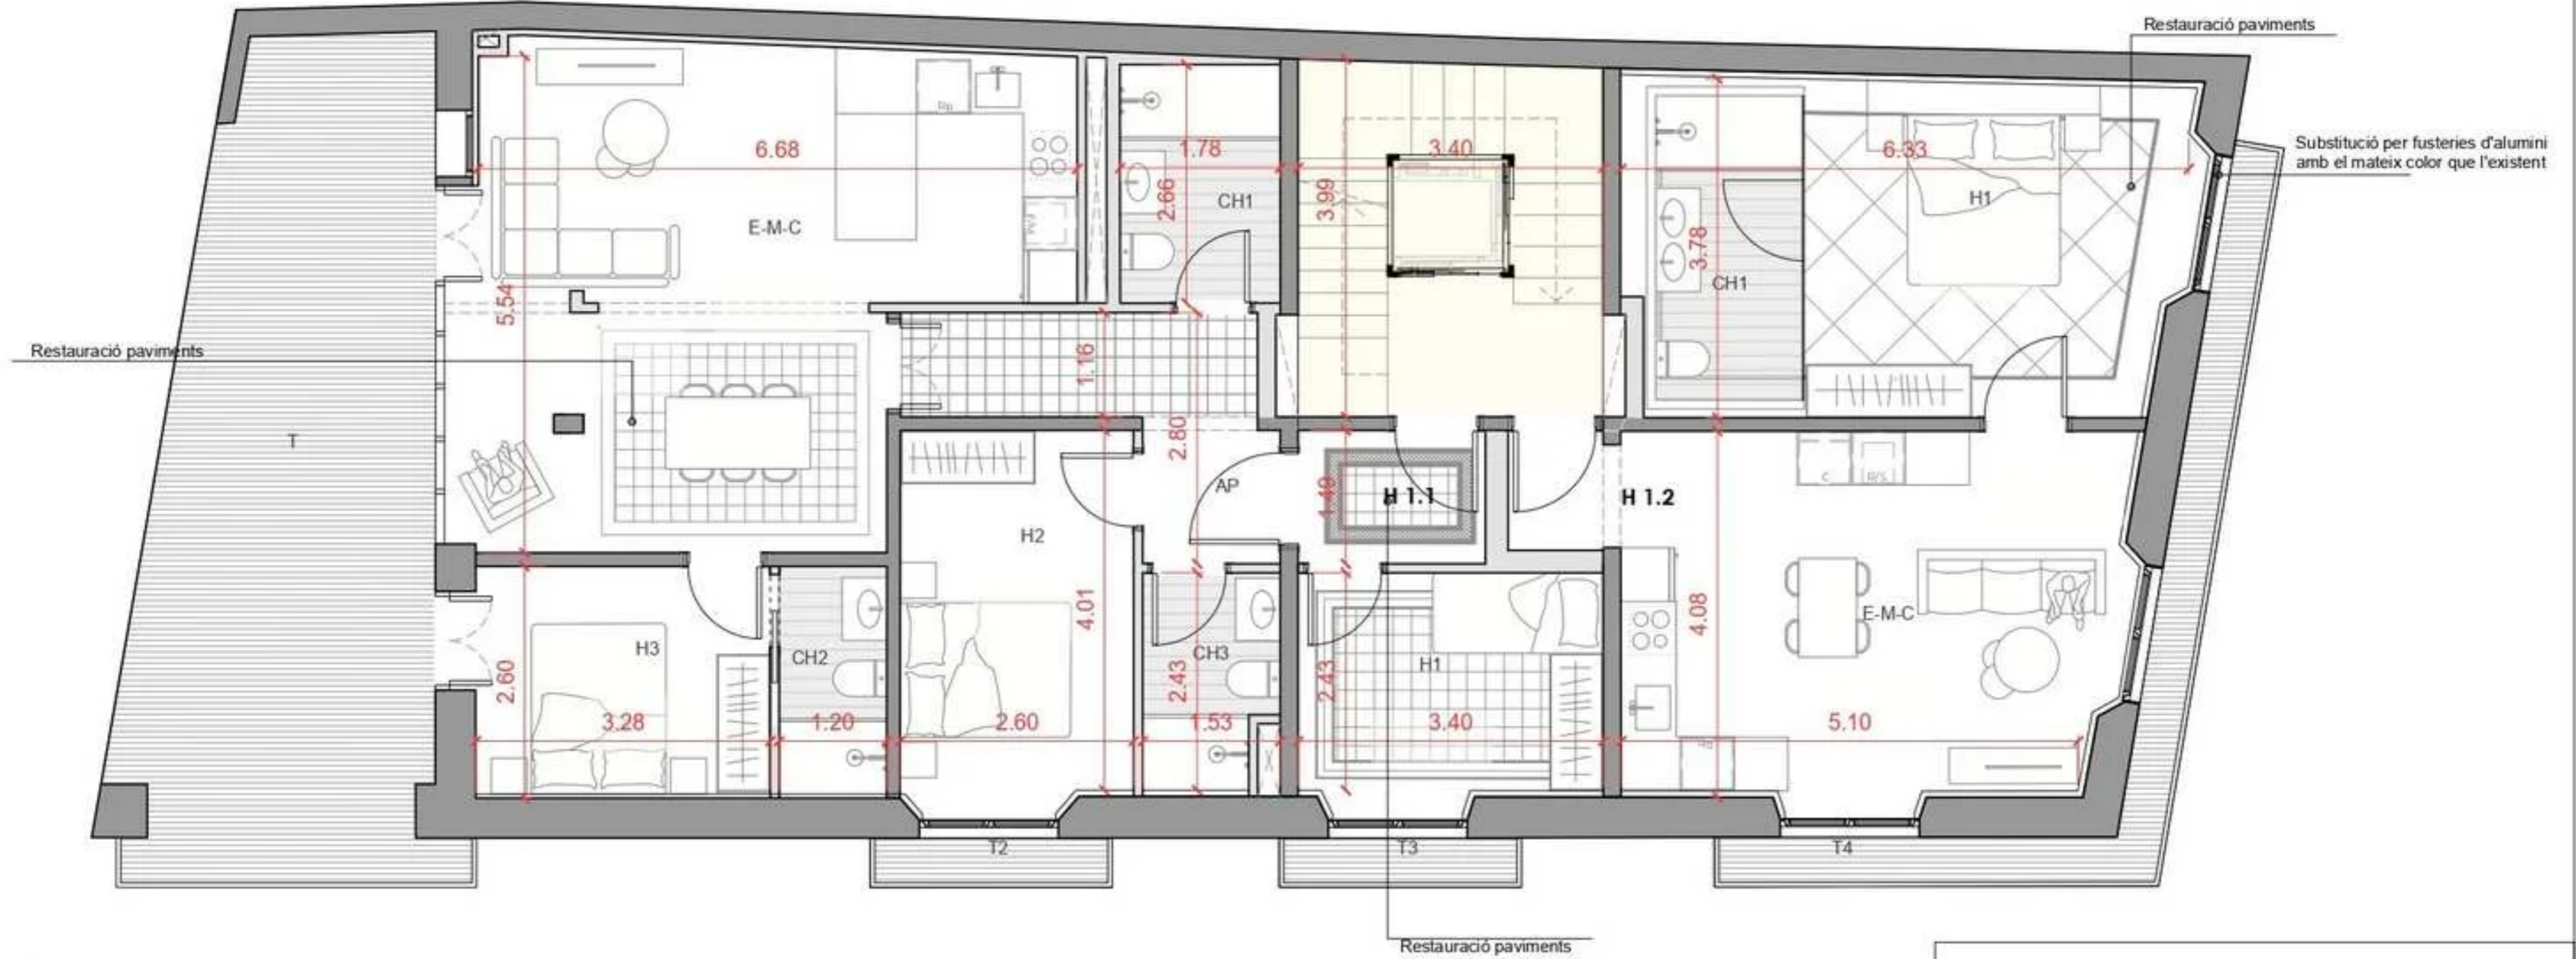 Restauració paviments
Substitució per fusteries d'alumini
amb el mateix color que l'existent
6.68
1.78
3.40
6.33
2.66
3.99
CH1
H1
E-M-C
3.78
CH1
5.54
Restauració paviments
1.16
T
2.80
AP
1.49
H 1.1
H 1.2
C
R/S
H2
4.01
4.08
E-M-C
H3
CH2
CH3
H1
2.60
2.43
2.43
3.28
1.20
2.60
1.53
3.40
5.10
T2
T3
T4
Restauració paviments